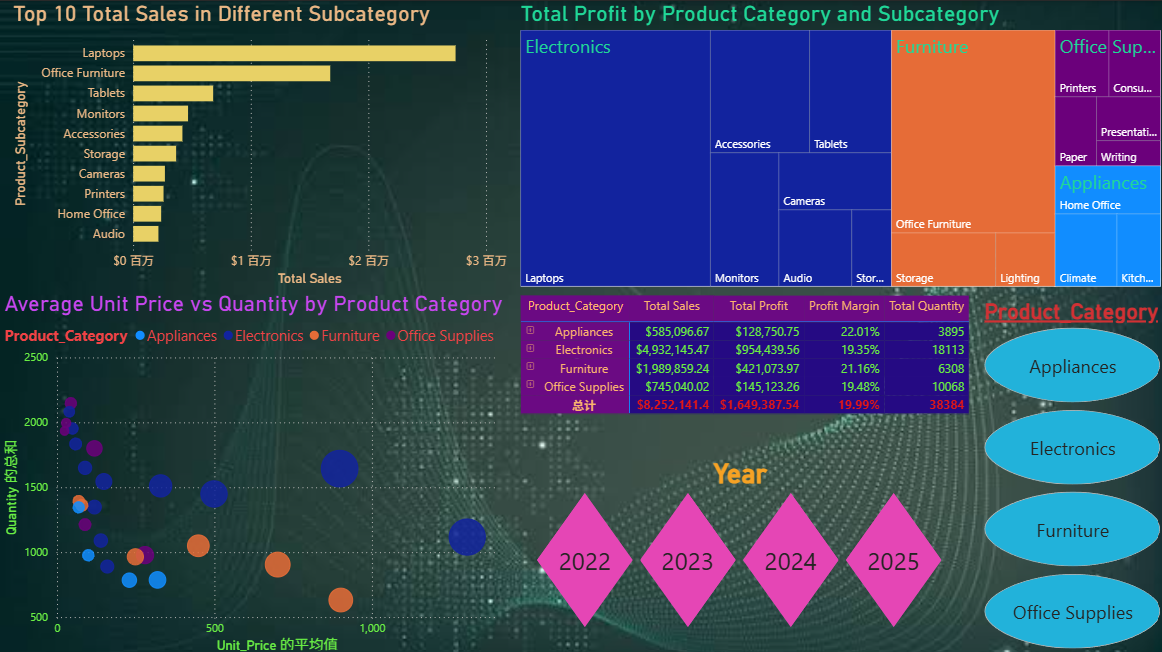 Top 10 Total Sales in Different Subcategory
Product_Subcategory
Laptops
Office Furniture
Tablets
Monitors
Accessories
Storage
Cameras
Printers
Home Office
Audio
$0 百万 $1 百万 $2 百万 $3 百万
Total Sales
Total Profit by Product Category and Subcategory
Electronics
Laptops
Accessories
Tablets
Monitors
Cameras
Audio
Stor...
Furniture
Office Furniture
Storage
Lighting
Office Sup...
Printers
Consu...
Paper
Presentati...
Writing
Appliances
Home Office
Climate
Kitch...
Average Unit Price vs Quantity by Product Category
Product_Category Appliances Electronics Furniture Office Supplies
Quantity 的总和
2500
2000
1500
1000
500
0 500 1,000
Unit_Price 的平均值
Product_Category Total Sales Total Profit Profit Margin Total Quantity
Appliances $585,096.67 $128,750.75 22.01% 3895
Electronics $4,932,145.47 $954,439.56 19.35% 18113
Furniture $1,989,859.24 $421,073.97 21.16% 6308
Office Supplies $745,040.02 $145,123.26 19.48% 10068
总计 $8,252,141.4 $1,649,387.54 19.99% 38384
Year
2022 2023 2024 2025
Product_Category
Appliances
Electronics
Furniture
Office Supplies